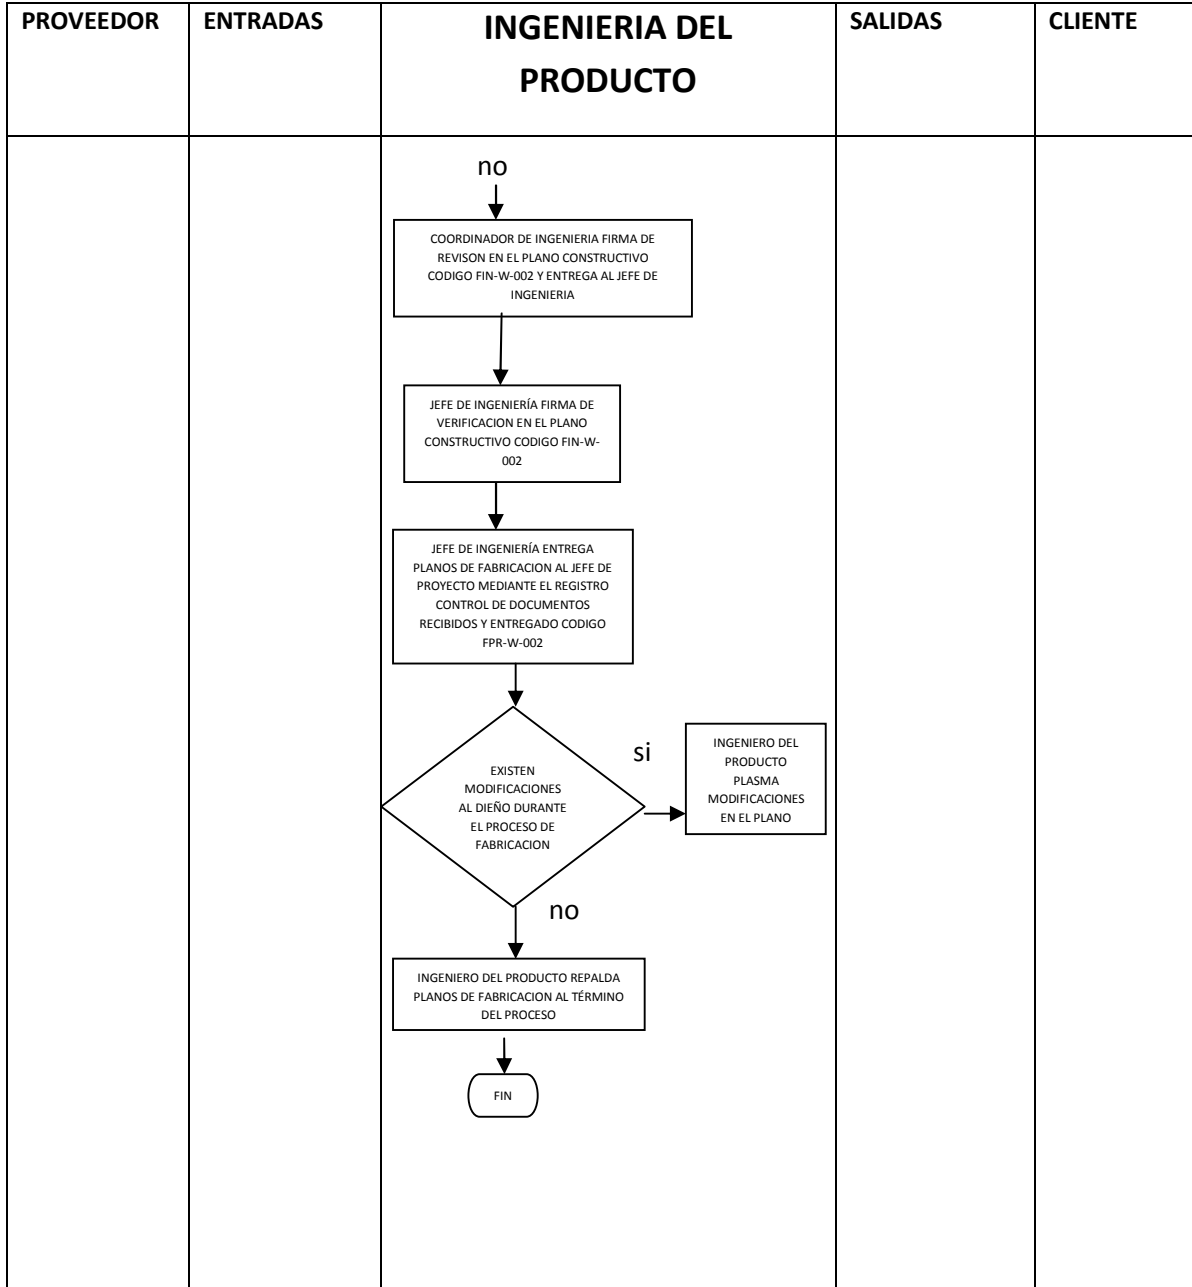 PROVEEDOR
ENTRADAS
INGENIERIA DEL
PRODUCTO
SALIDAS
CLIENTE
no
COORDINADOR DE INGENIERIA FIRMA DE
REVISON EN EL PLANO CONSTRUCTIVO
CODIGO FIN-W-002 Y ENTREGA AL JEFE DE
INGENIERIA
JEFE DE INGENIERÍA FIRMA DE
VERIFICACION EN EL PLANO
CONSTRUCTIVO CODIGO FIN-W-
002
JEFE DE INGENIERÍA ENTREGA
PLANOS DE FABRICACION AL JEFE DE
PROYECTO MEDIANTE EL REGISTRO
CONTROL DE DOCUMENTOS
RECIBIDOS Y ENTREGADO CODIGO
FPR-W-002
EXISTEN
MODIFICACIONES
AL DIEÑO DURANTE
EL PROCESO DE
FABRICACION
si
INGENIERO DEL
PRODUCTO
PLASMA
MODIFICACIONES
EN EL PLANO
no
INGENIERO DEL PRODUCTO REPALDA
PLANOS DE FABRICACION AL TÉRMINO
DEL PROCESO
FIN